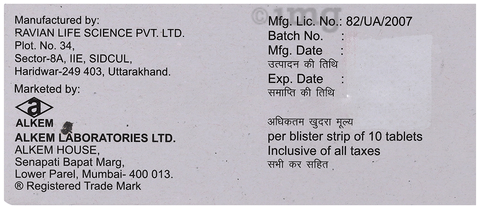 Manufactured by:
RAVIAN LIFE SCIENCE PVT. LTD.
Plot. No. 34,
Sector-8A, IIE, SIDCUL,
Haridwar-249 403, Uttarakhand.
Marketed by:
a
ALKEM
ALKEM LABORATORIES LTD.
ALKEM HOUSE,
Senapati Bapat Marg,
Lower Parel, Mumbai- 400 013.
® Registered Trade Mark
1mg
Mfg. Lic. No.: 82/UA/2007
Batch No. :
Mfg. Date :
उत्पादन की तिथि
Exp. Date :
समाप्ति की तिथि
अधिकतम खुदरा मूल्य
per blister strip of 10 tablets
Inclusive of all taxes
सभी कर सहित